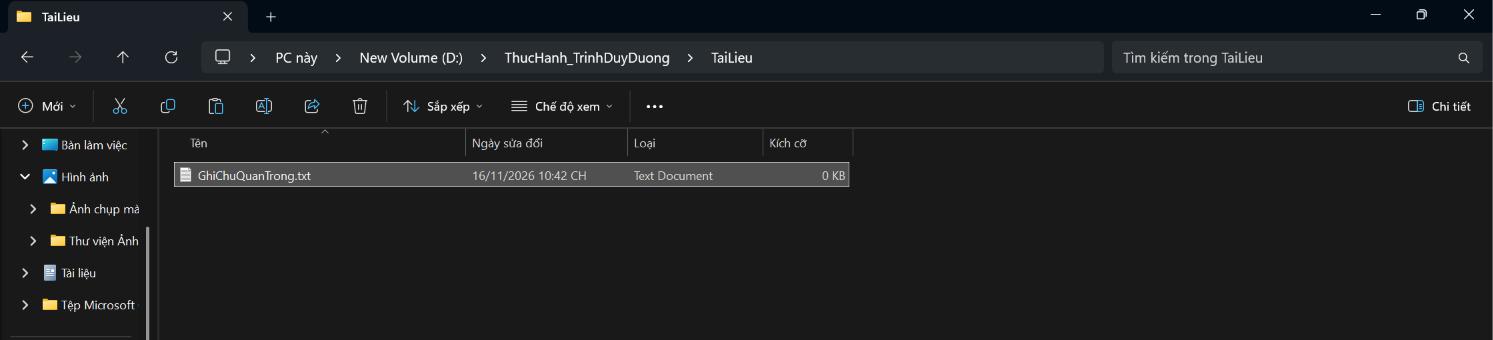 TaiLieu
PC này > New Volume (D:) > ThucHanh_TrinhDuyDuong > TaiLieu
Tìm kiếm trong TaiLieu
Mới
Sắp xếp
Chế độ xem
Chi tiết
Bàn làm việc
Hình ảnh
Ảnh chụp mà
Thư viện Ảnh
Tài liệu
Tệp Microsoft
Tên Ngày sửa đổi Loại Kích cỡ
GhiChuQuanTrong.txt 16/11/2026 10:42 CH Text Document 0 KB